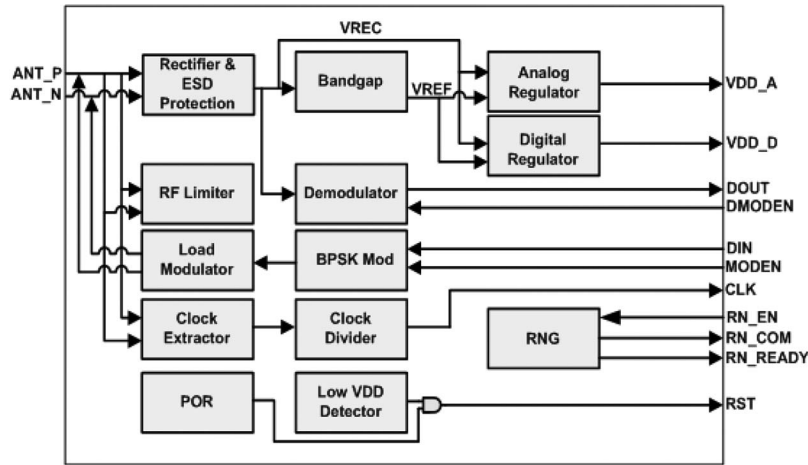 VREC
ANT_P
ANT_N
Rectifier &
ESD
Protection
Bandgap
VREF
Analog
Regulator
VDD_A
Digital
Regulator
VDD_D
RF Limiter
Demodulator
DOUT
DMODEN
Load
Modulator
BPSK Mod
DIN
MODEN
CLK
Clock
Extractor
Clock
Divider
RNG
RN_EN
RN_COM
RN_READY
POR
Low VDD
Detector
RST